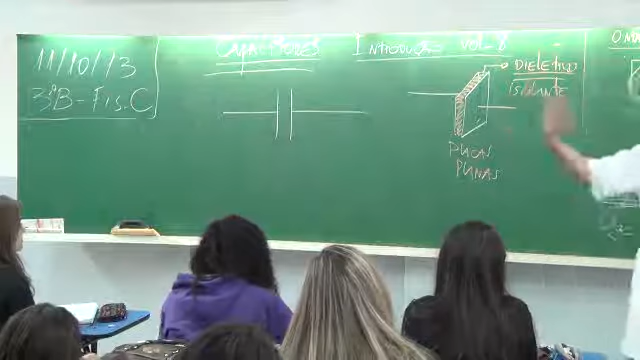 11/10/13
3ºB - Fís. C
Capacitores
Introdução vol-8
DIELÉTRICO
ISOLANTE
PLACAS
PLANAS